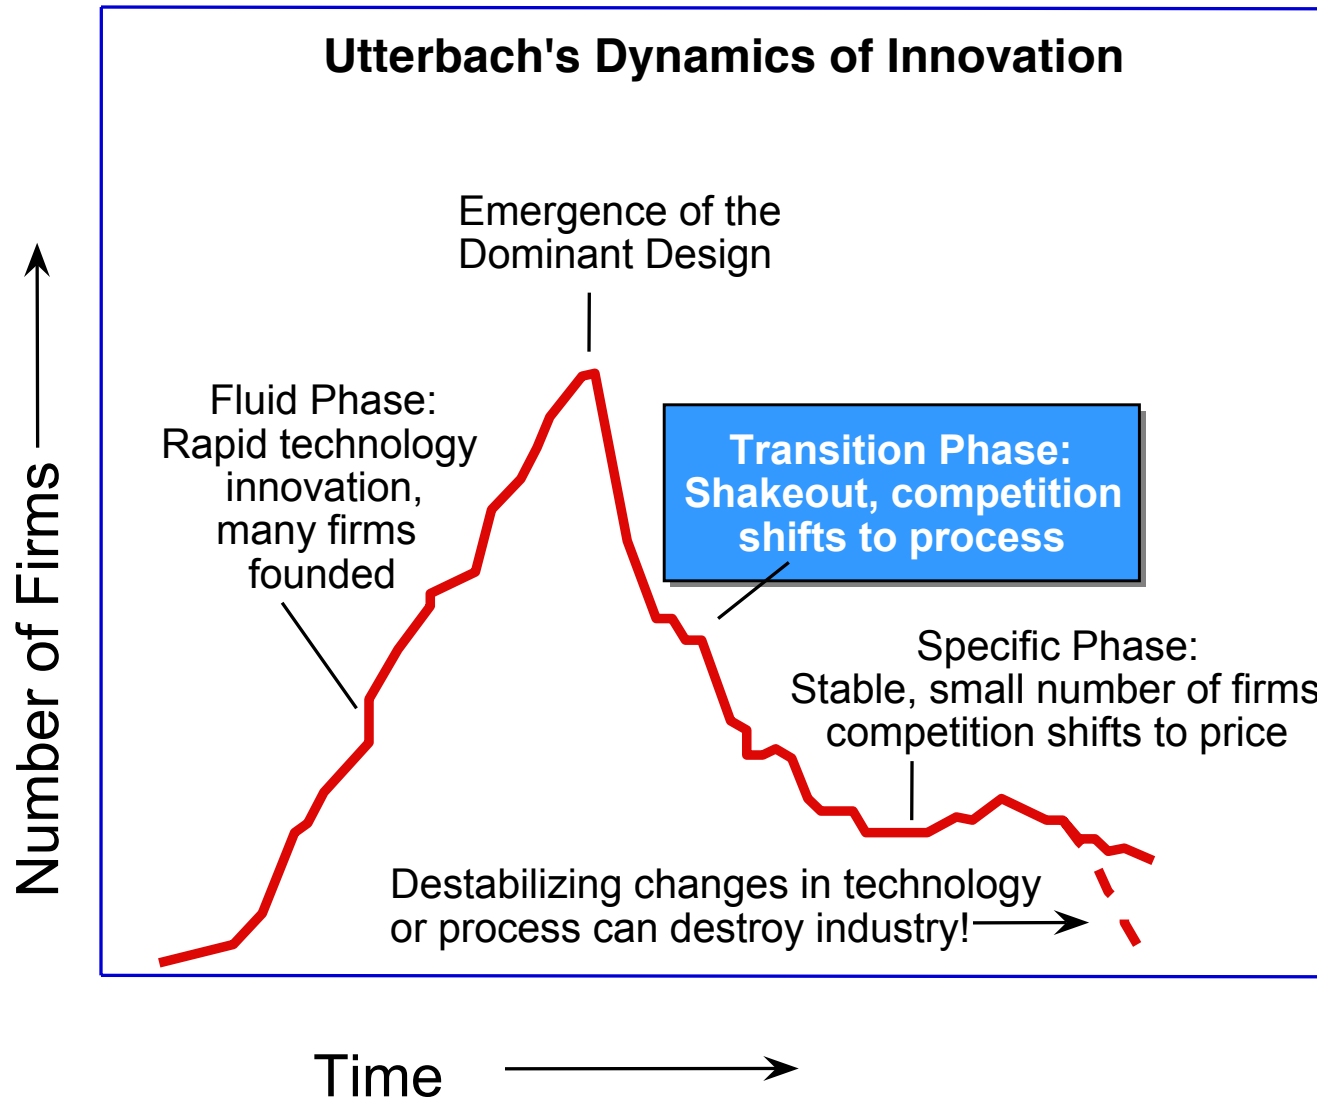 Utterbach's Dynamics of Innovation
Emergence of the
Dominant Design
Fluid Phase:
Rapid technology
innovation,
many firms
founded
Transition Phase:
Shakeout, competition
shifts to process
Specific Phase:
Stable, small number of firms
competition shifts to price
Destabilizing changes in technology
or process can destroy industry!
Number of Firms
Time